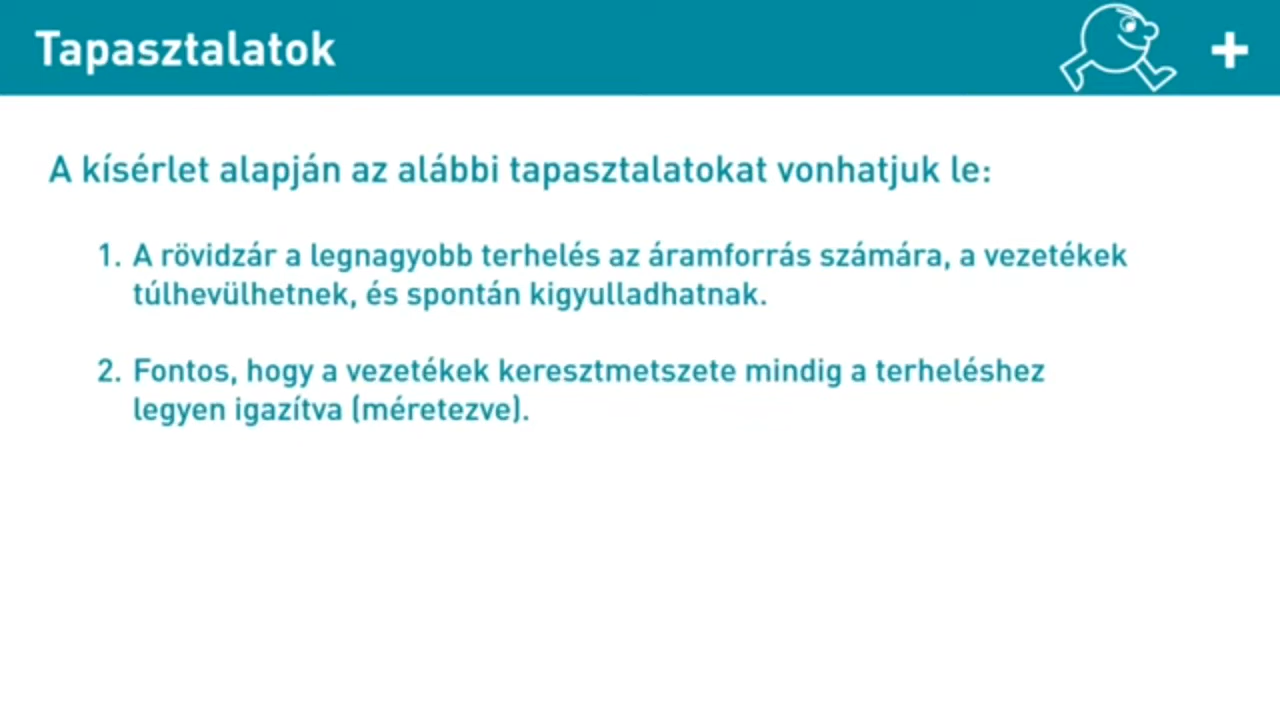 Tapasztalatok
A kísérlet alapján az alábbi tapasztalatokat vonhatjuk le:
1. A rövidzár a legnagyobb terhelés az áramforrás számára, a vezetékek
túlhevülhetnek, és spontán kigyulladhatnak.
2. Fontos, hogy a vezetékek keresztmetszete mindig a terheléshez
legyen igazítva (méretezve).